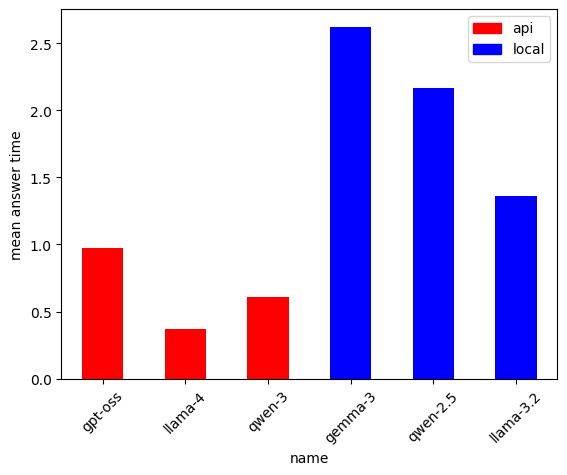 api
local
2.5
2.0
1.5
1.0
0.5
0.0
mean answer time
gpt-oss
llama-4
qwen-3
gemma-3
qwen-2.5
llama-3.2
name